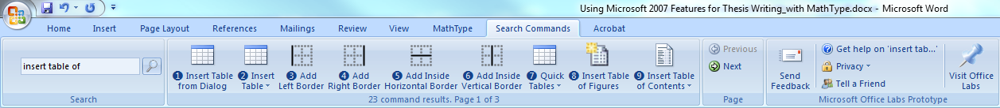 Using Microsoft 2007 Features for Thesis Writing_with MathType.docx - Microsoft Word
Home Insert Page Layout References Mailings Review View MathType Search Commands Acrobat
insert table of
1 Insert Table from Dialog
2 Insert Table
3 Add Left Border
4 Add Right Border
5 Add Inside Horizontal Border
6 Add Inside Vertical Border
7 Quick Tables
8 Insert Table of Figures
9 Insert Table of Contents
Previous
Next
Send Feedback
Get help on 'insert tab...'
Privacy
Tell a Friend
Visit Office Labs
Search
23 command results. Page 1 of 3
Page
Microsoft Office Labs Prototype